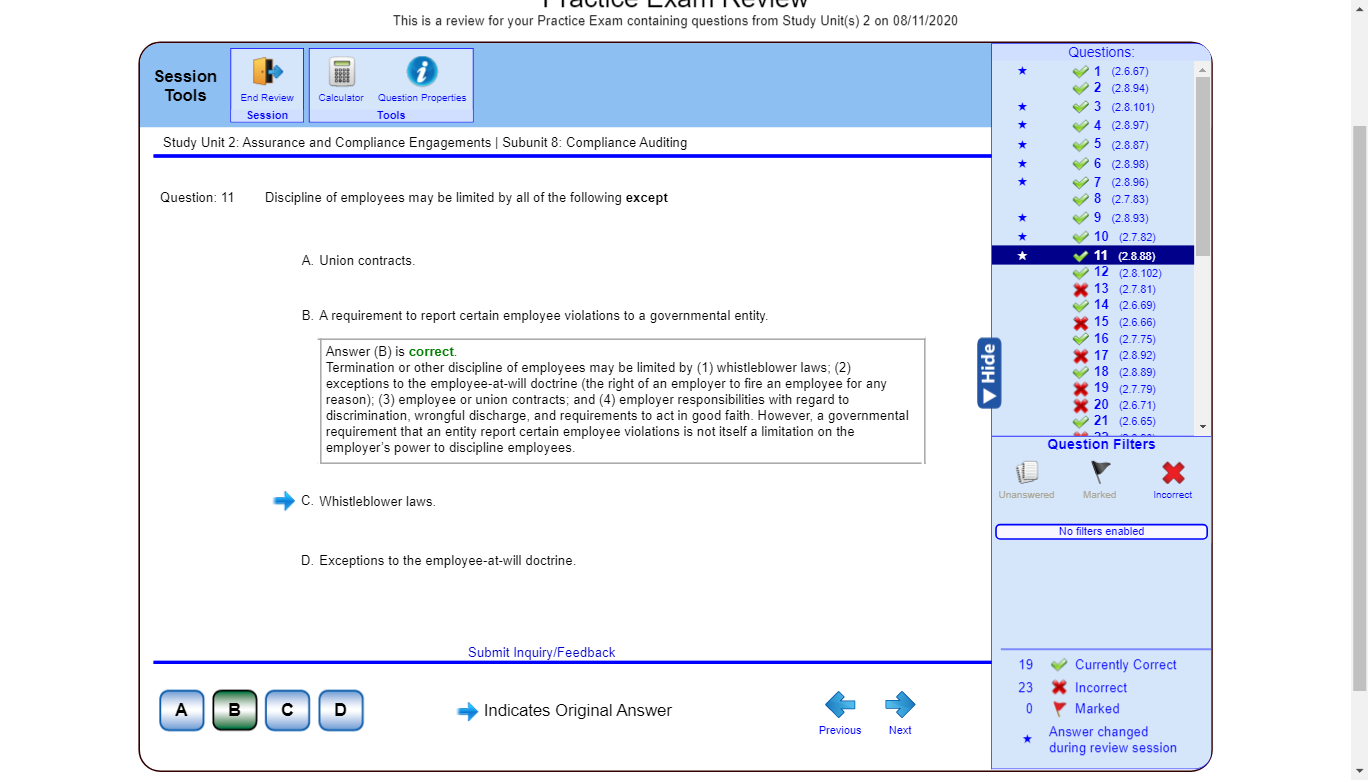 Practice Exam Review
This is a review for your Practice Exam containing questions from Study Unit(s) 2 on 08/11/2020
Session
Tools
End Review
Session
Calculator
Question Properties
Tools
Study Unit 2: Assurance and Compliance Engagements | Subunit 8: Compliance Auditing
Question: 11 Discipline of employees may be limited by all of the following except
A. Union contracts.
B. A requirement to report certain employee violations to a governmental entity.
Answer (B) is correct.
Termination or other discipline of employees may be limited by (1) whistleblower laws; (2)
exceptions to the employee-at-will doctrine (the right of an employer to fire an employee for any
reason); (3) employee or union contracts; and (4) employer responsibilities with regard to
discrimination, wrongful discharge, and requirements to act in good faith. However, a governmental
requirement that an entity report certain employee violations is not itself a limitation on the
employer's power to discipline employees.
C. Whistleblower laws.
D. Exceptions to the employee-at-will doctrine.
Submit Inquiry/Feedback
A B C D
Indicates Original Answer
Previous
Next
Hide
Questions:
1 (2.6.67)
2 (2.8.94)
3 (2.8.101)
4 (2.8.97)
5 (2.8.87)
6 (2.8.98)
7 (2.8.96)
8 (2.7.83)
9 (2.8.93)
10 (2.7.82)
11 (2.8.88)
12 (2.8.102)
13 (2.7.81)
14 (2.6.69)
15 (2.6.66)
16 (2.7.75)
17 (2.8.92)
18 (2.8.89)
19 (2.7.79)
20 (2.6.71)
21 (2.6.65)
Question Filters
Unanswered
Marked
Incorrect
No filters enabled
19 Currently Correct
23 Incorrect
0 Marked
Answer changed
during review session